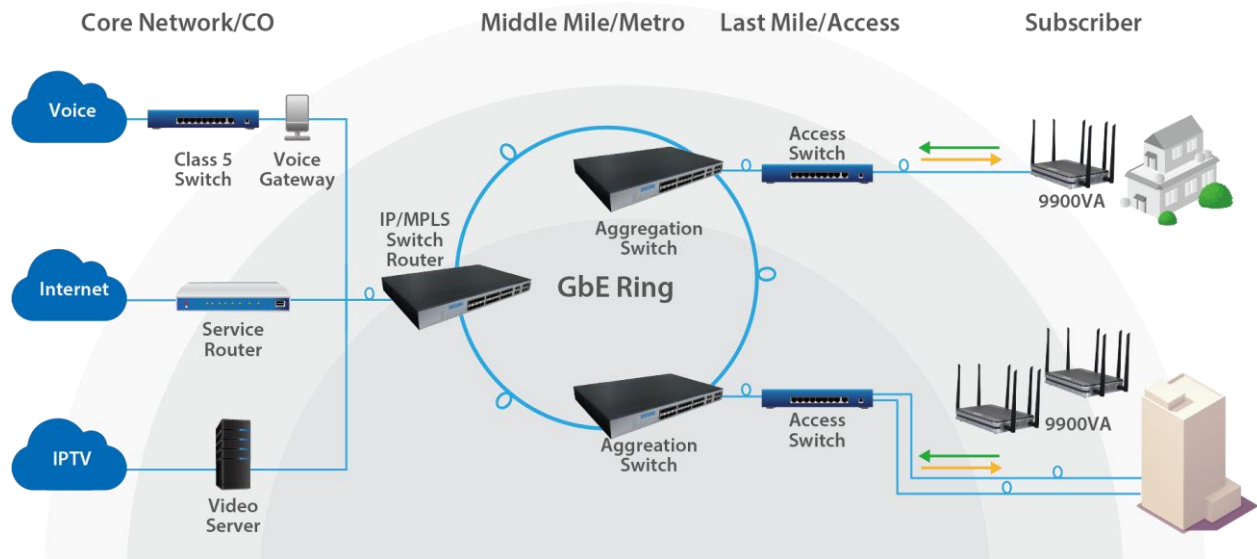 Core Network/CO
Middle Mile/Metro
Last Mile/Access
Subscriber
Voice
Class 5
Switch
Voice
Gateway
Access
Switch
9900VA
IP/MPLS
Switch
Router
Aggregation
Switch
Internet
Service
Router
GbE Ring
IPTV
Video
Server
Aggreation
Switch
Access
Switch
9900VA